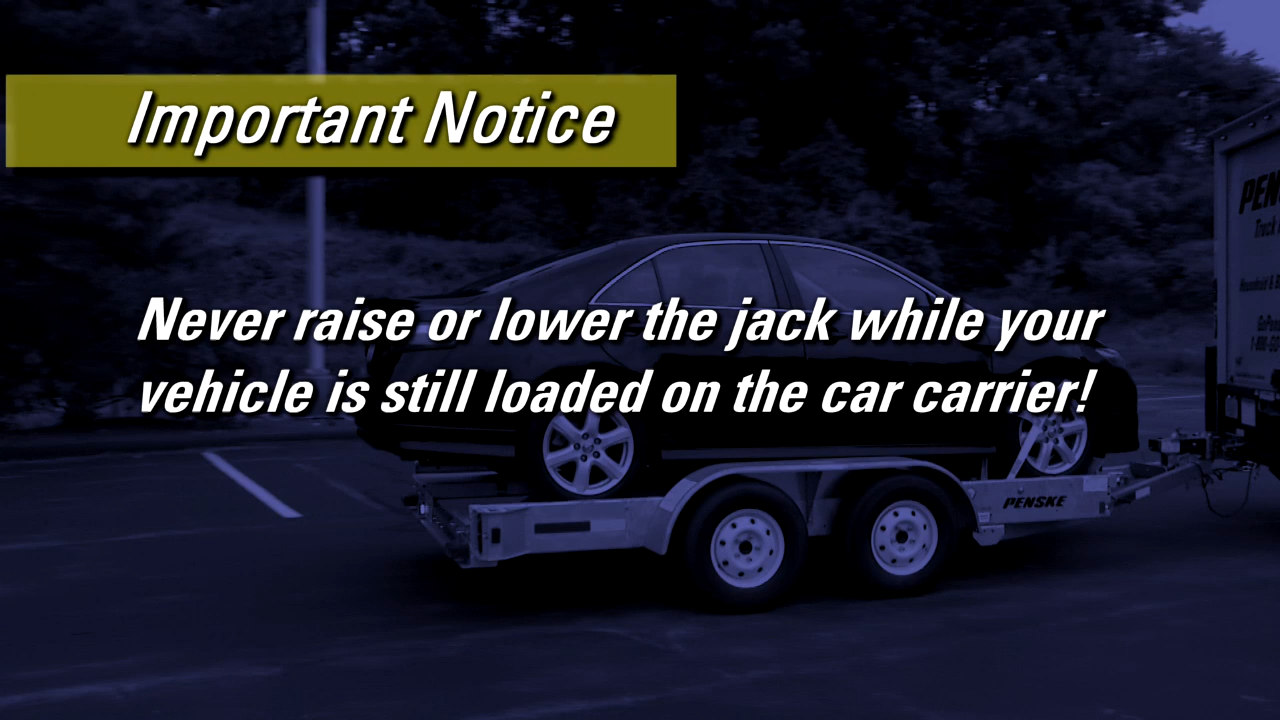 Important Notice
Never raise or lower the jack while your
vehicle is still loaded on the car carrier!
PENSKE